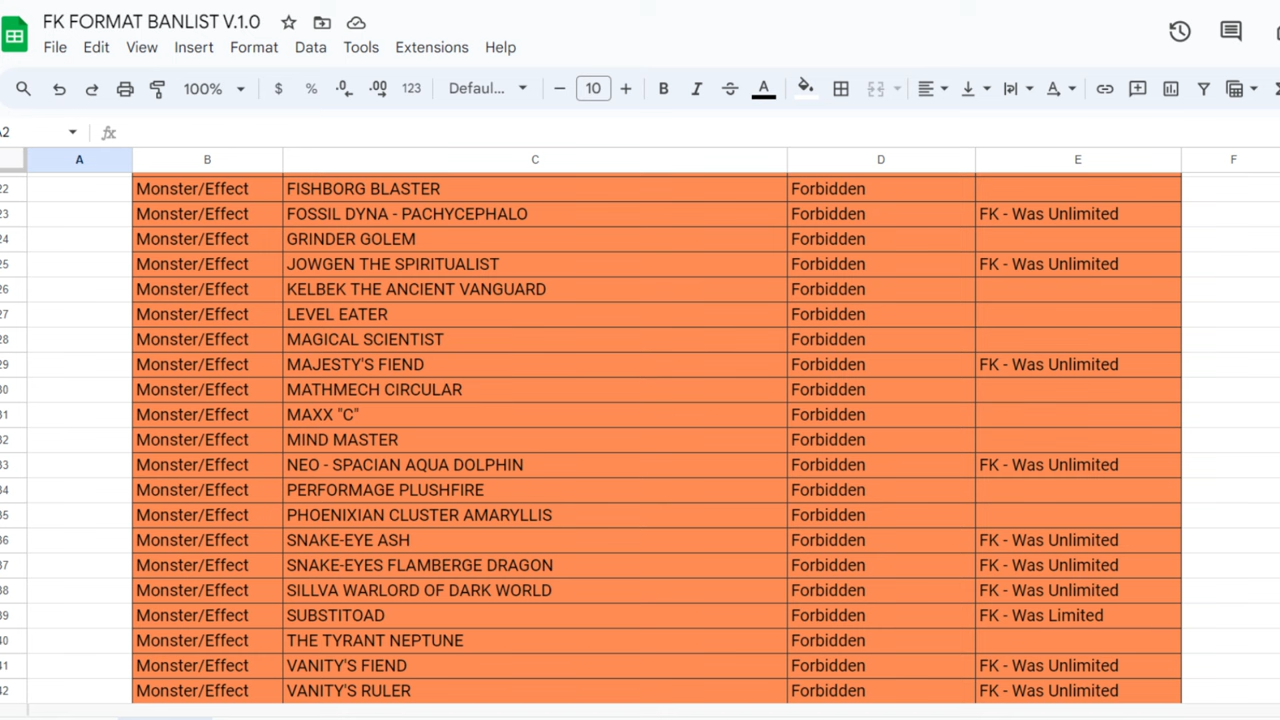 FK FORMAT BANLIST V.1.0
File Edit View Insert Format Data Tools Extensions Help
100% $ % .0 .00 123 Defaul... 10 B I A
A2 fx
A B C D E F
22 Monster/Effect FISHBORG BLASTER Forbidden
23 Monster/Effect FOSSIL DYNA - PACHYCEPHALO Forbidden FK - Was Unlimited
24 Monster/Effect GRINDER GOLEM Forbidden
25 Monster/Effect JOWGEN THE SPIRITUALIST Forbidden FK - Was Unlimited
26 Monster/Effect KELBEK THE ANCIENT VANGUARD Forbidden
27 Monster/Effect LEVEL EATER Forbidden
28 Monster/Effect MAGICAL SCIENTIST Forbidden
29 Monster/Effect MAJESTY'S FIEND Forbidden FK - Was Unlimited
30 Monster/Effect MATHMECH CIRCULAR Forbidden
31 Monster/Effect MAXX "C" Forbidden
32 Monster/Effect MIND MASTER Forbidden
33 Monster/Effect NEO - SPACIAN AQUA DOLPHIN Forbidden FK - Was Unlimited
34 Monster/Effect PERFORMAGE PLUSHFIRE Forbidden
35 Monster/Effect PHOENIXIAN CLUSTER AMARYLLIS Forbidden
36 Monster/Effect SNAKE-EYE ASH Forbidden FK - Was Unlimited
37 Monster/Effect SNAKE-EYES FLAMBERGE DRAGON Forbidden FK - Was Unlimited
38 Monster/Effect SILLVA WARLORD OF DARK WORLD Forbidden FK - Was Unlimited
39 Monster/Effect SUBSTITOAD Forbidden FK - Was Limited
40 Monster/Effect THE TYRANT NEPTUNE Forbidden
41 Monster/Effect VANITY'S FIEND Forbidden FK - Was Unlimited
42 Monster/Effect VANITY'S RULER Forbidden FK - Was Unlimited